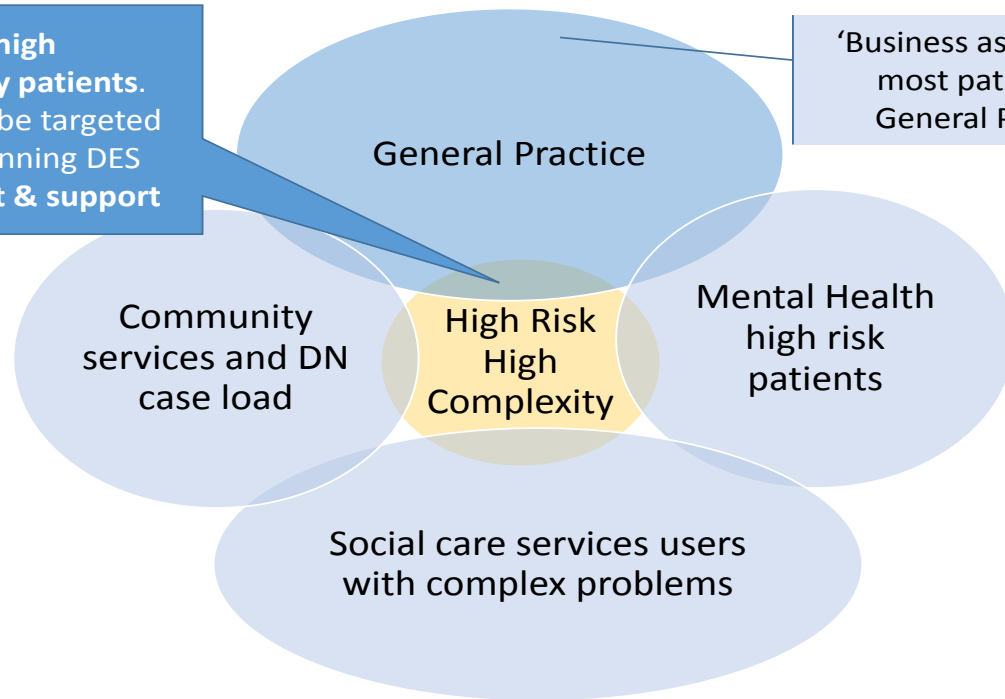 high
y patients.
be targeted
nning DES
t & support
‘Business as
most pat
General P
General Practice
Community
services and DN
case load
High Risk
High
Complexity
Mental Health
high risk
patients
Social care services users
with complex problems